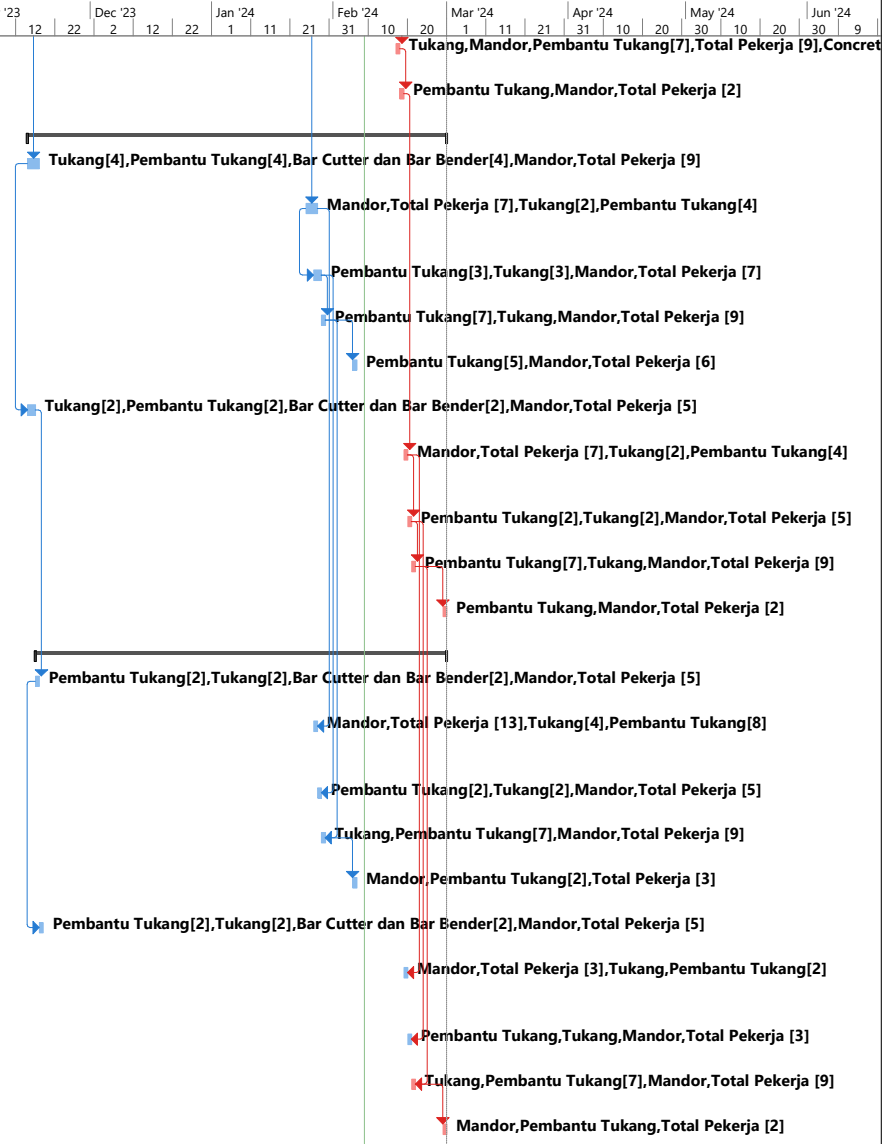 '23 Dec '23 Jan '24 Feb '24 Mar '24 Apr '24 May '24 Jun '24
12 22 2 12 22 1 11 21 31 10 20 1 11 21 31 10 20 30 10 20 30 9
Tukang,Mandor,Pembantu Tukang[7],Total Pekerja [9],Concret
Pembantu Tukang,Mandor,Total Pekerja [2]
Tukang[4],Pembantu Tukang[4],Bar Cutter dan Bar Bender[4],Mandor,Total Pekerja [9]
Mandor,Total Pekerja [7],Tukang[2],Pembantu Tukang[4]
Pembantu Tukang[3],Tukang[3],Mandor,Total Pekerja [7]
Pembantu Tukang[7],Tukang,Mandor,Total Pekerja [9]
Pembantu Tukang[5],Mandor,Total Pekerja [6]
Tukang[2],Pembantu Tukang[2],Bar Cutter dan Bar Bender[2],Mandor,Total Pekerja [5]
Mandor,Total Pekerja [7],Tukang[2],Pembantu Tukang[4]
Pembantu Tukang[2],Tukang[2],Mandor,Total Pekerja [5]
Pembantu Tukang[7],Tukang,Mandor,Total Pekerja [9]
Pembantu Tukang,Mandor,Total Pekerja [2]
Pembantu Tukang[2],Tukang[2],Bar Cutter dan Bar Bender[2],Mandor,Total Pekerja [5]
Mandor,Total Pekerja [13],Tukang[4],Pembantu Tukang[8]
Pembantu Tukang[2],Tukang[2],Mandor,Total Pekerja [5]
Tukang,Pembantu Tukang[7],Mandor,Total Pekerja [9]
Mandor,Pembantu Tukang[2],Total Pekerja [3]
Pembantu Tukang[2],Tukang[2],Bar Cutter dan Bar Bender[2],Mandor,Total Pekerja [5]
Mandor,Total Pekerja [3],Tukang,Pembantu Tukang[2]
Pembantu Tukang,Tukang,Mandor,Total Pekerja [3]
Tukang,Pembantu Tukang[7],Mandor,Total Pekerja [9]
Mandor,Pembantu Tukang,Total Pekerja [2]